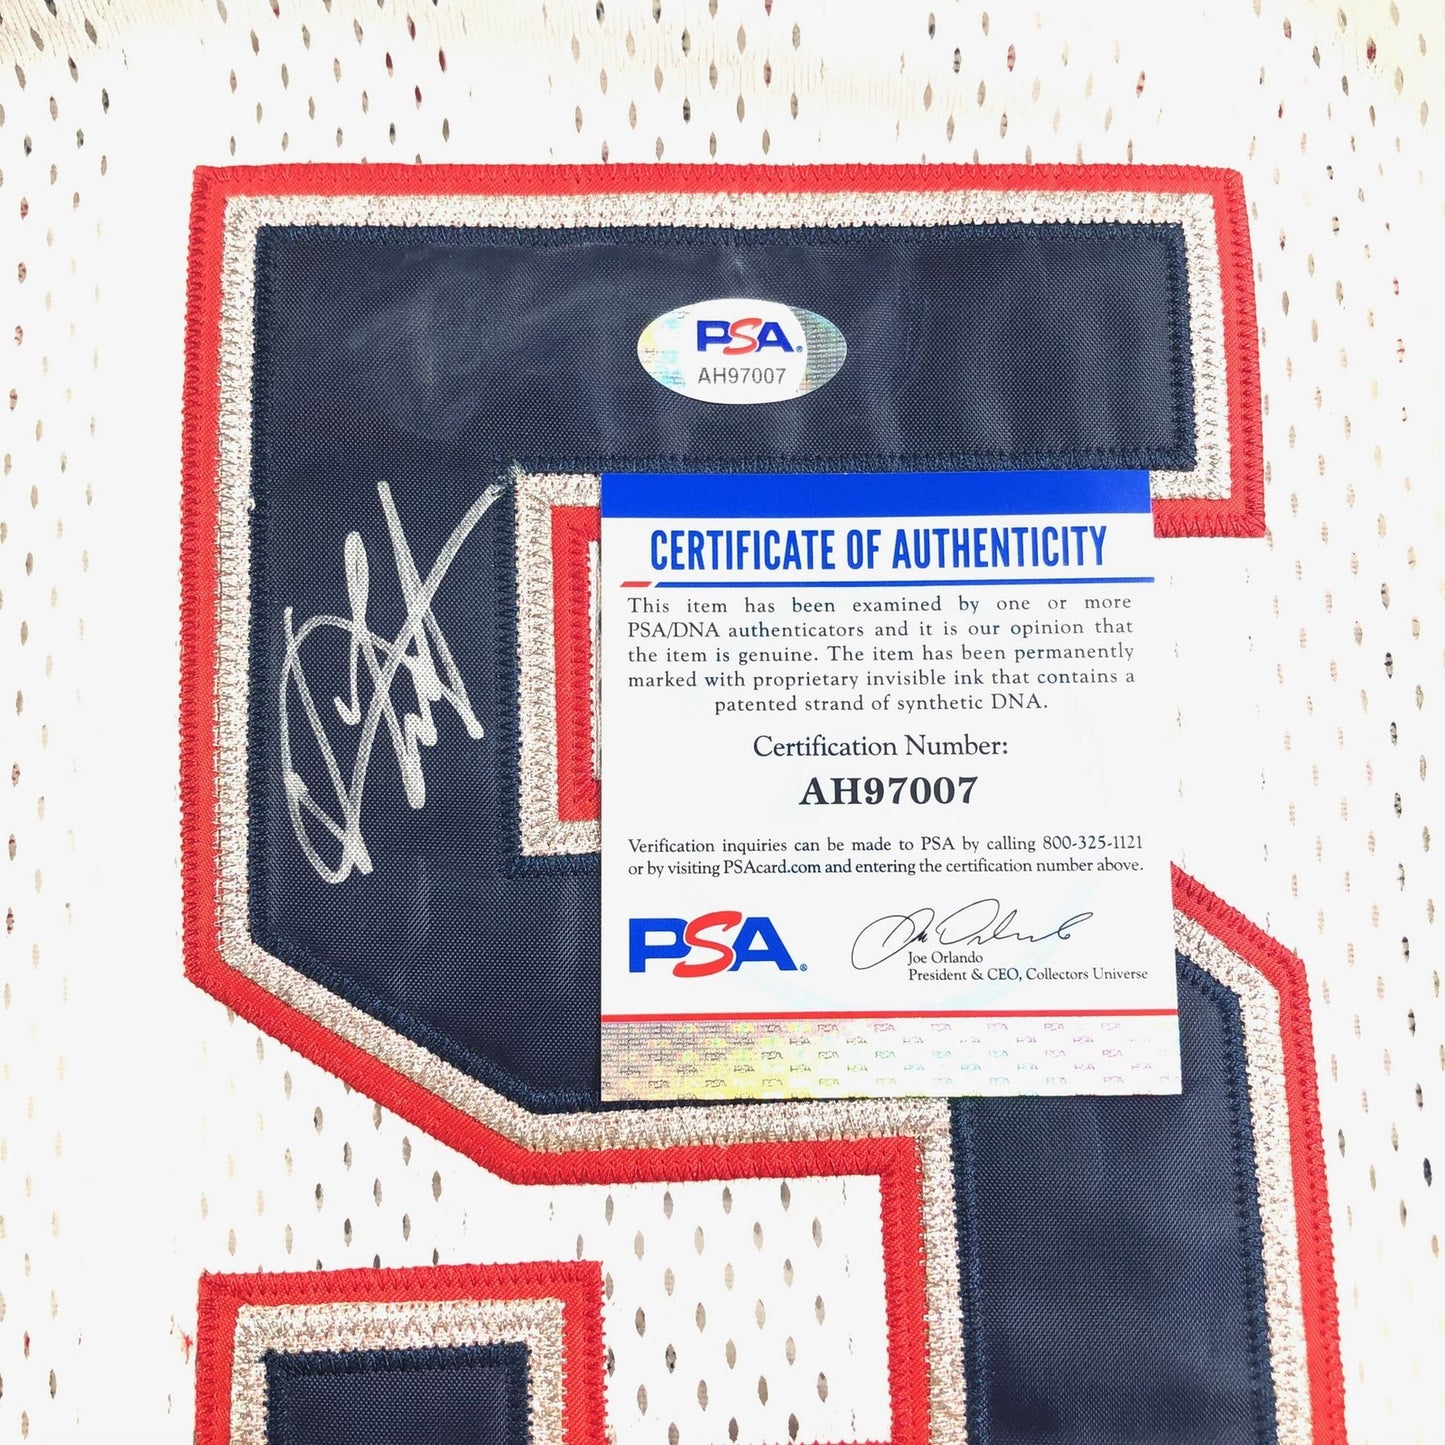 PSA®
AH97007
CERTIFICATE OF AUTHENTICITY
This item has been examined by one or more
PSA/DNA authenticators and it is our opinion that
the item is genuine. The item has been permanently
marked with proprietary invisible ink that contains a
patented strand of synthetic DNA.
Certification Number:
AH97007
Verification inquiries can be made to PSA by calling 800-325-1121
or by visiting PSAcard.com and entering the certification number above.
PSA®
Joe Orlando
President & CEO, Collectors Universe